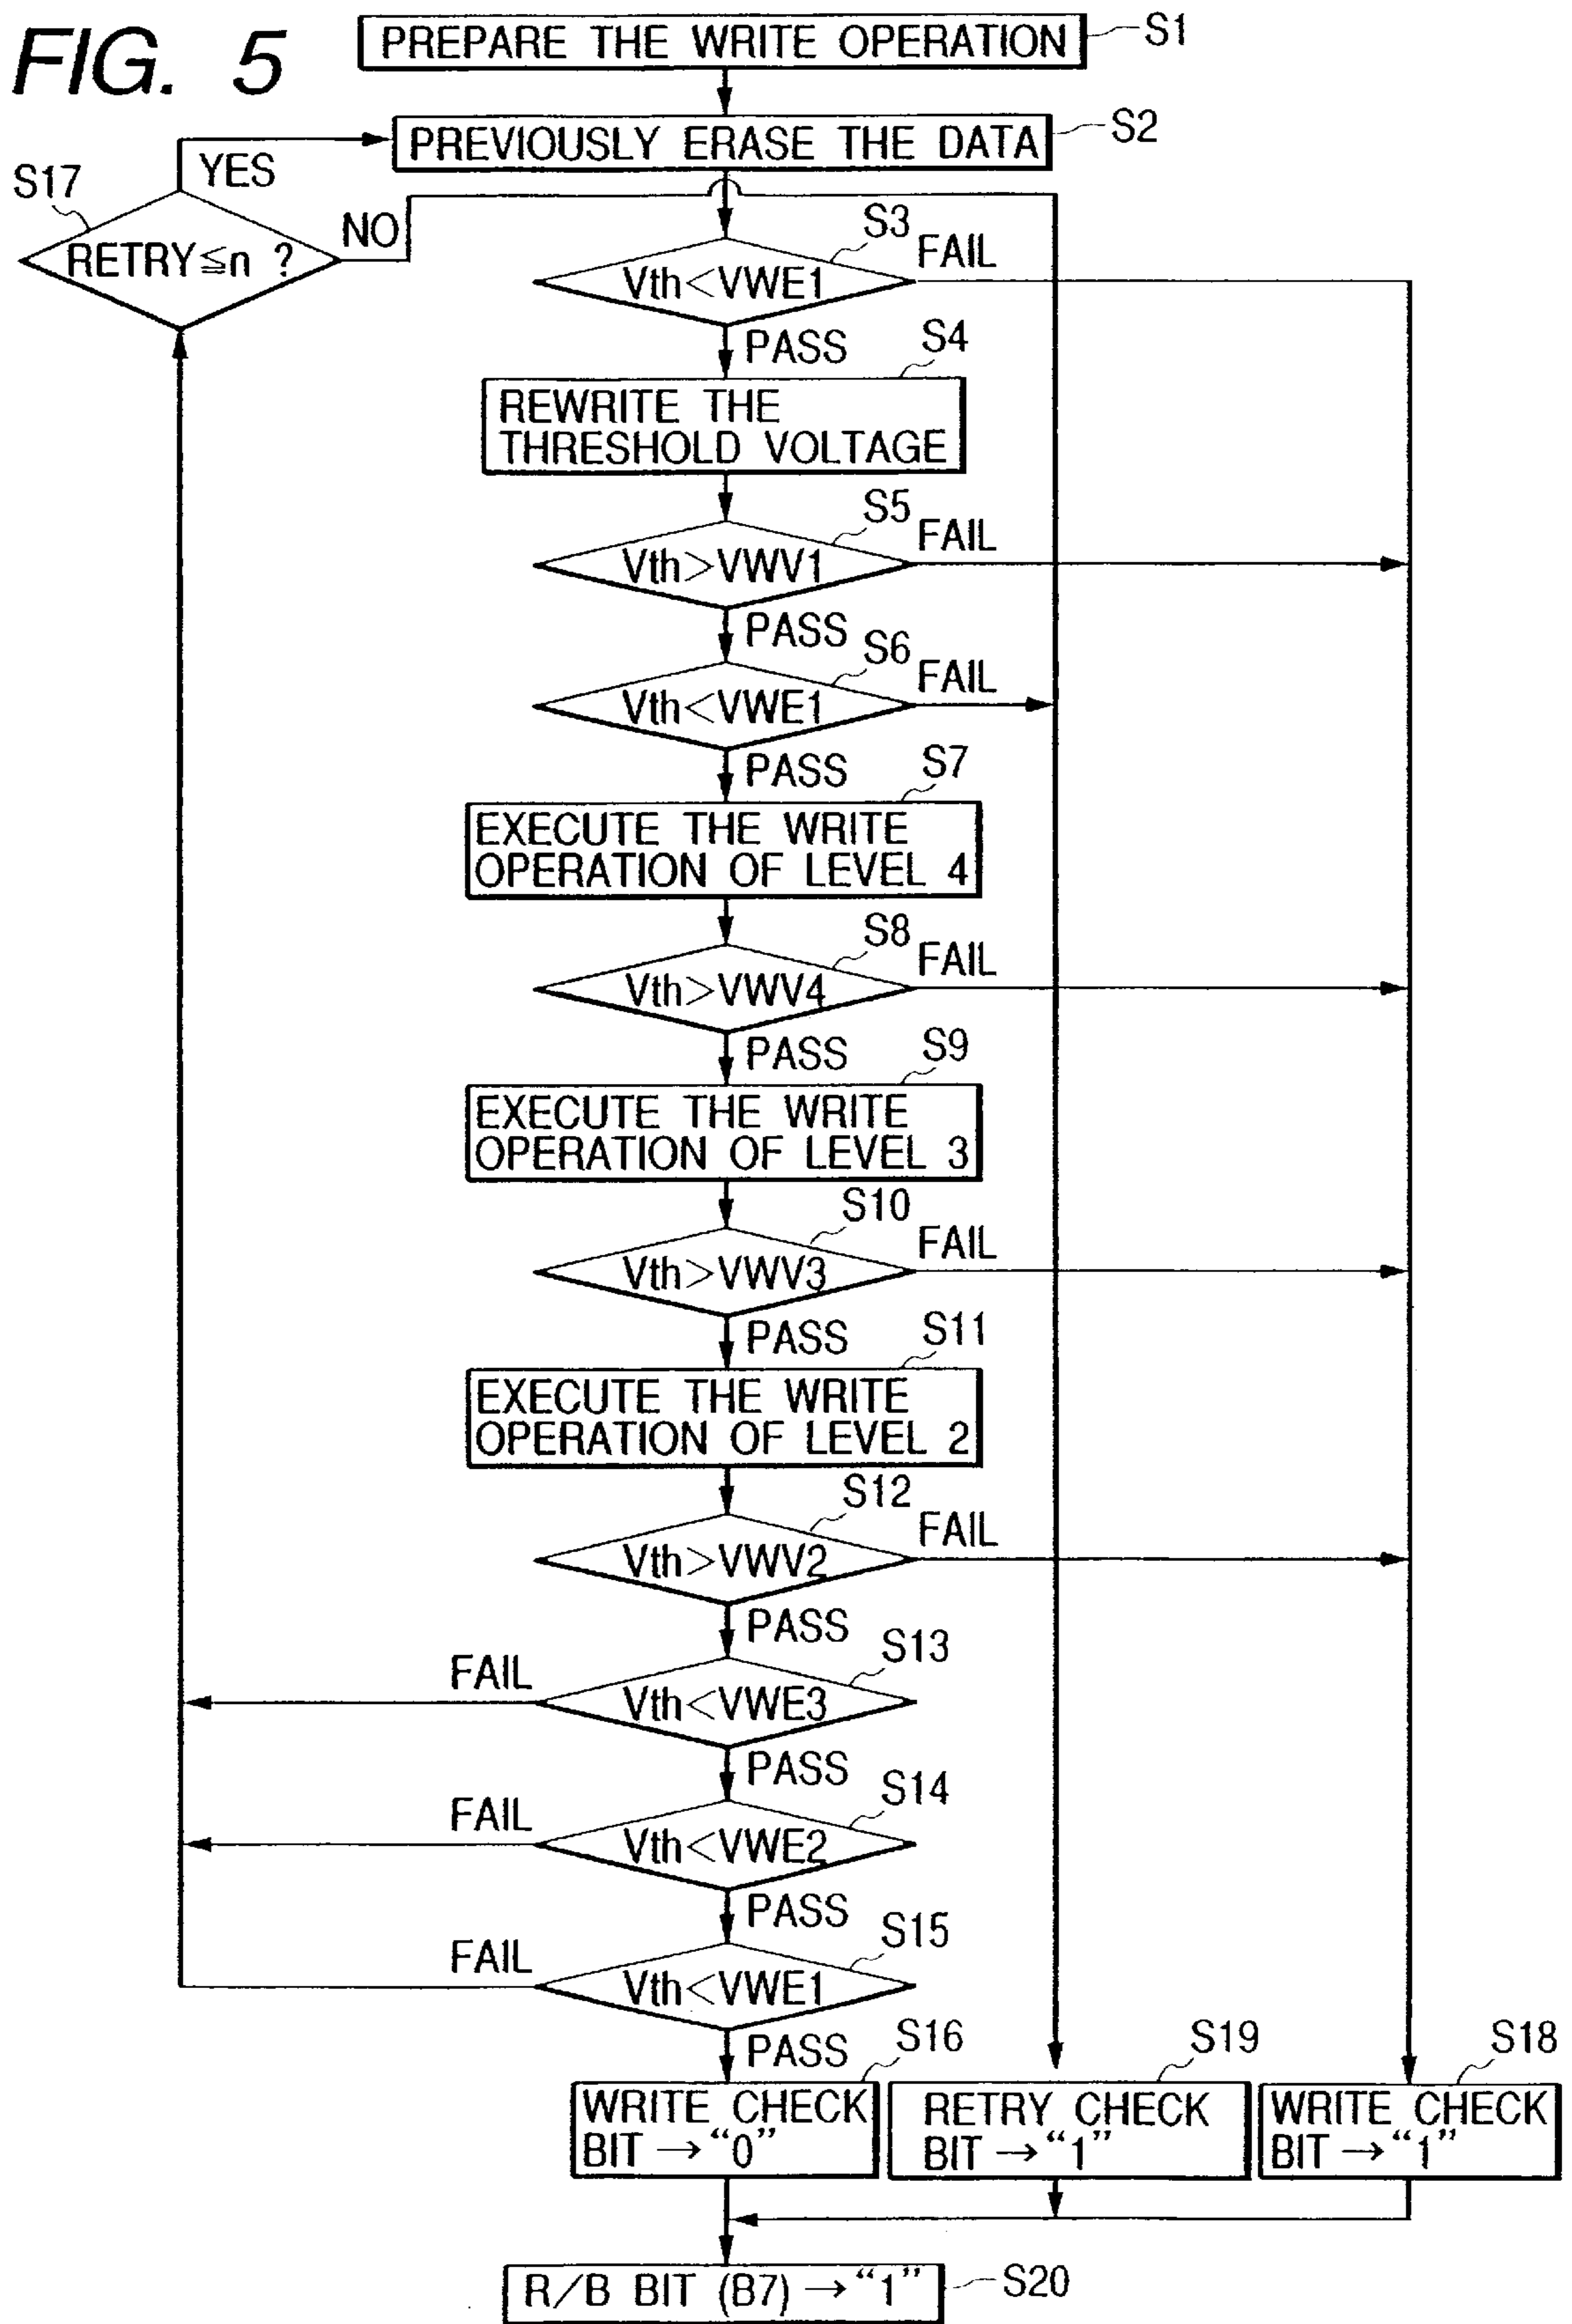 FIG. 5
PREPARE THE WRITE OPERATION
S1
PREVIOUSLY ERASE THE DATA
S2
YES
S17
RETRY≦n ?
NO
S3
Vth<VWE1
FAIL
PASS
S4
REWRITE THE
THRESHOLD VOLTAGE
S5
Vth>VWV1
FAIL
PASS
S6
Vth<VWE1
FAIL
PASS
S7
EXECUTE THE WRITE
OPERATION OF LEVEL 4
S8
Vth>VWV4
FAIL
PASS
S9
EXECUTE THE WRITE
OPERATION OF LEVEL 3
S10
Vth>VWV3
FAIL
PASS
S11
EXECUTE THE WRITE
OPERATION OF LEVEL 2
S12
Vth>VWV2
FAIL
PASS
S13
FAIL
Vth<VWE3
PASS
S14
FAIL
Vth<VWE2
PASS
S15
FAIL
Vth<VWE1
PASS
S16
WRITE CHECK
BIT → “0”
S19
RETRY CHECK
BIT → “1”
S18
WRITE CHECK
BIT → “1”
R/B BIT (B7) → “1”
S20